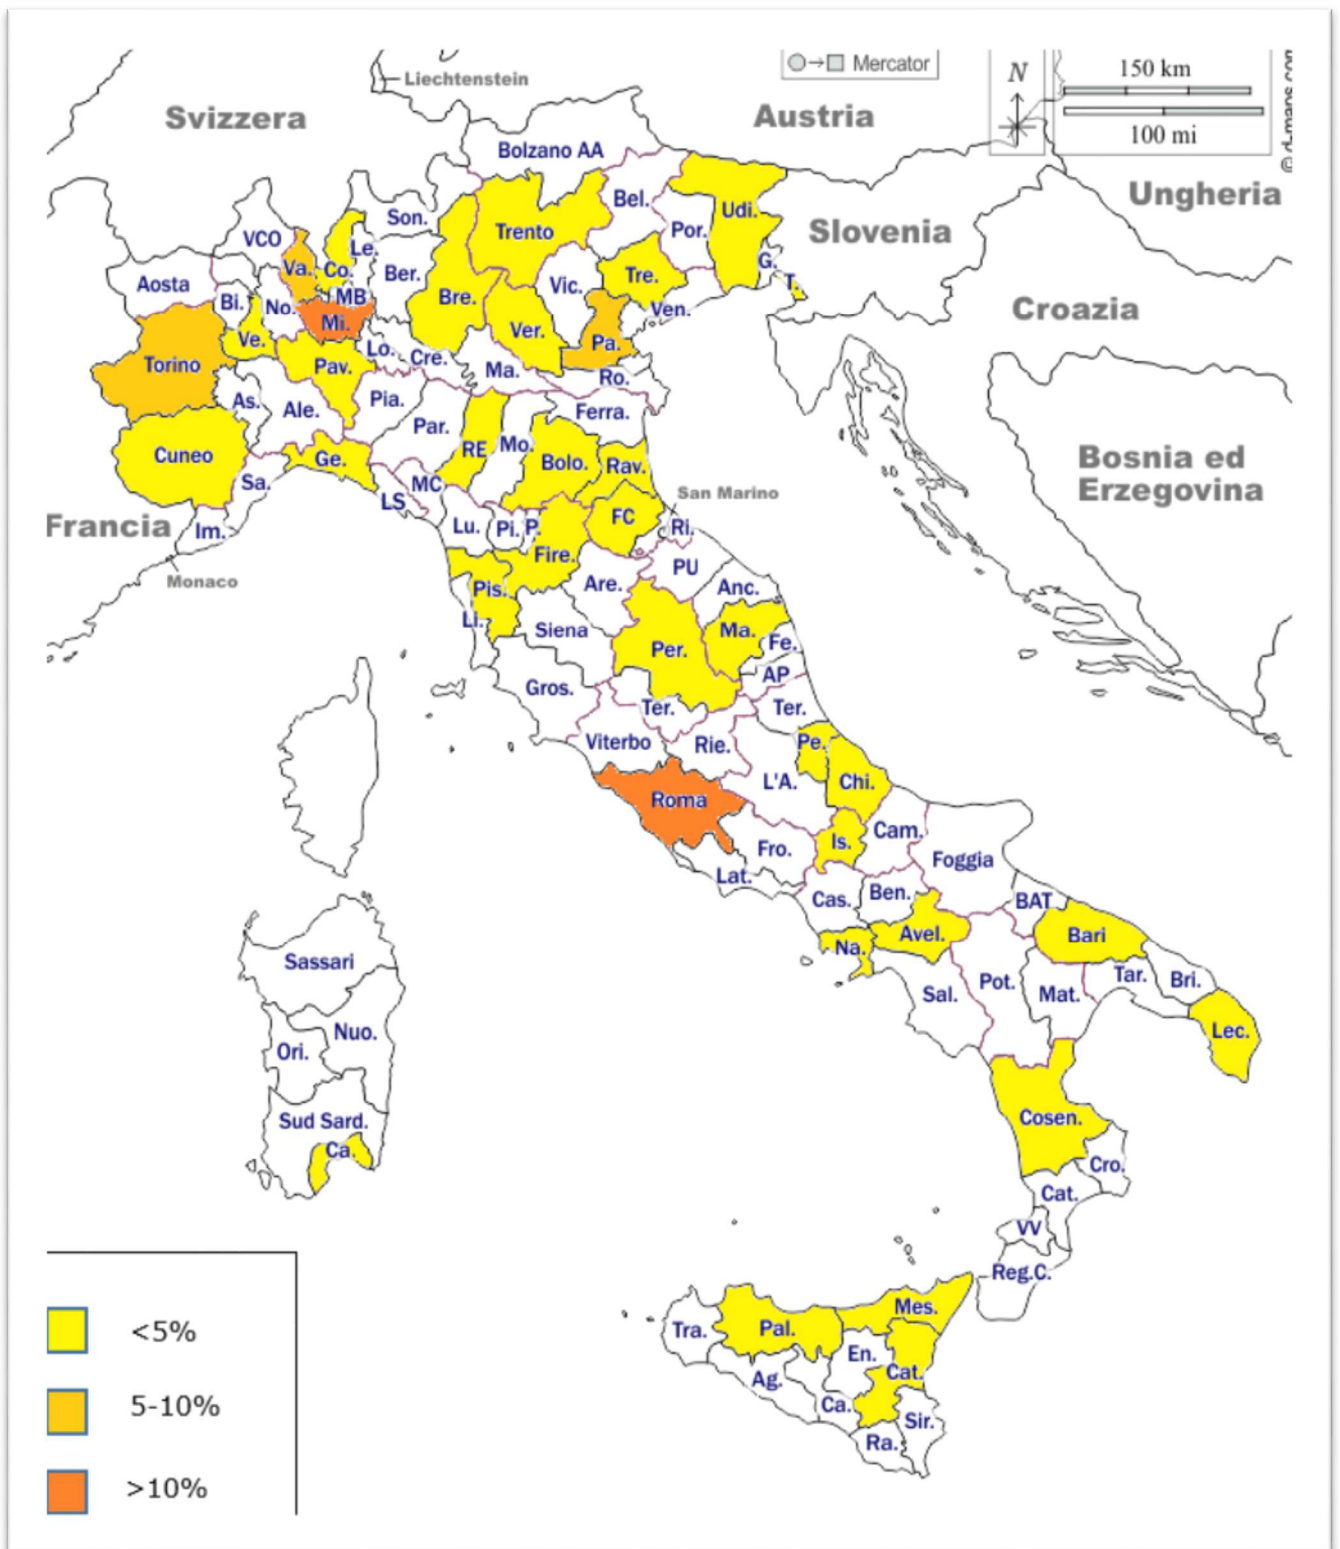 Liechtenstein
Mercator
N
150 km
100 mi
© d-maps.com
Svizzera
Austria
Ungheria
Slovenia
Croazia
Bosnia ed
Erzegovina
Francia
Monaco
San Marino
Bolzano AA
Son.
Bel.
Udi.
Por.
Trento
VCO
Le.
Va.
Co.
Ber.
G.
T.
Aosta
Tre.
Vic.
Bi.
No.
MB
Bre.
Ven.
Mi.
Ver.
Ve.
Pa.
Lo.
Cre.
Torino
Pav.
Ma.
Ro.
As.
Ale.
Pia.
Ferra.
Par.
Cuneo
Ge.
RE
Mo.
Bolo.
Rav.
Sa.
MC
LS
Im.
Lu.
Pi.
P.
FC
Ri.
Fire.
PU
Are.
Anc.
Pis.
Li.
Siena
Per.
Ma.
Fe.
AP
Gros.
Ter.
Ter.
Viterbo
Rie.
Pe.
L'A.
Chi.
Roma
Is.
Cam.
Fro.
Foggia
Lat.
Cas.
Ben.
BAT
Na.
Avel.
Bari
Sassari
Sal.
Pot.
Mat.
Tar.
Bri.
Nuo.
Ori.
Lec.
Sud Sard.
Ca.
Cosen.
Cro.
Cat.
VV
Reg.C.
Mes.
Tra.
Pal.
En.
Cat.
Ag.
Ca.
Sir.
Ra.
<5%
5-10%
>10%